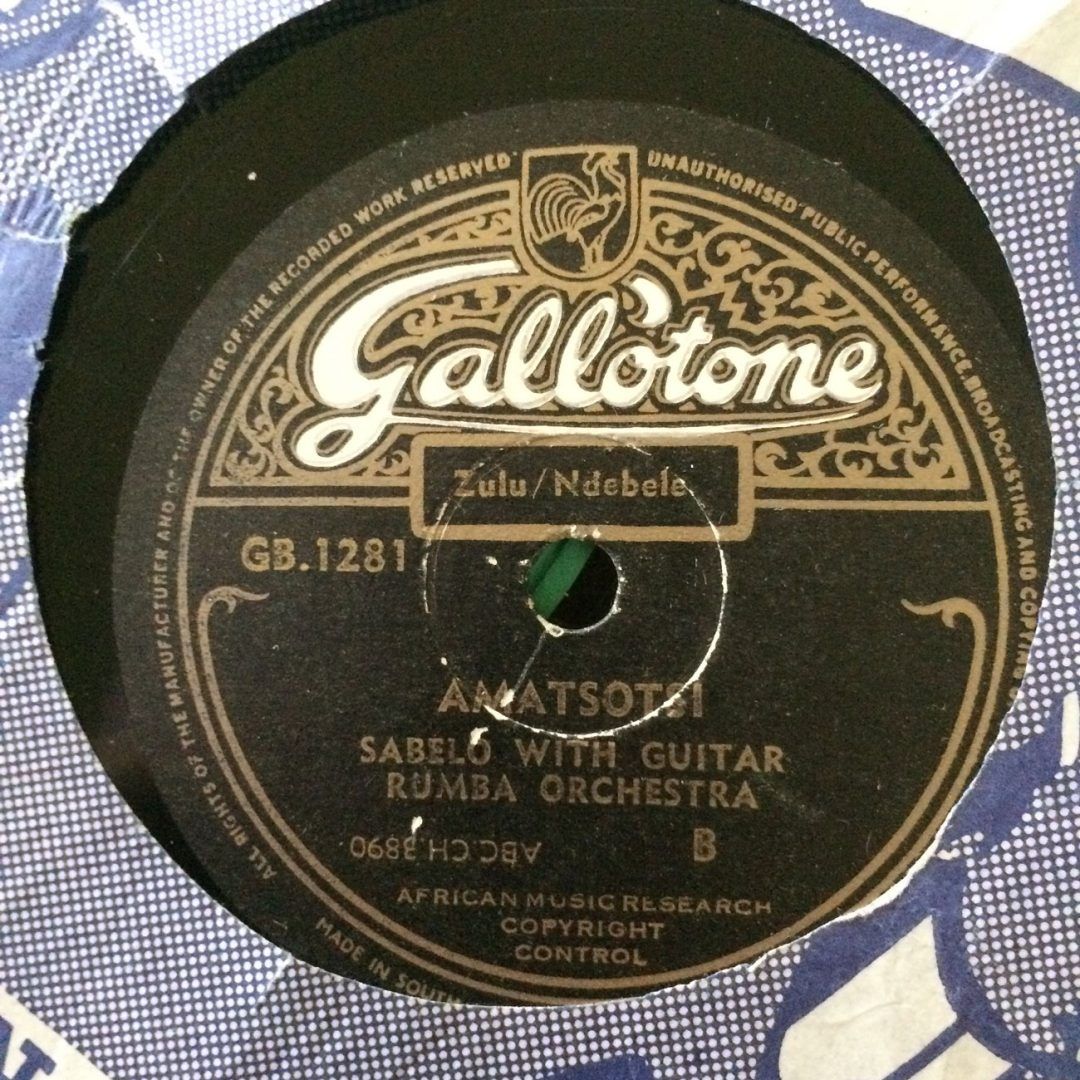 ALL RIGHTS OF THE MANUFACTURER AND OF THE OWNER OF THE RECORDED WORK RESERVED
UNAUTHORISED PUBLIC PERFORMANCE, BROADCASTING AND COPYING
Gallotone
Zulu/Ndebele
GB.1281
AMATSOTSI
SABELO WITH GUITAR
RUMBA ORCHESTRA
ABC.CH.3890
B
AFRICAN MUSIC RESEARCH
COPYRIGHT
CONTROL
MADE IN SOUTH